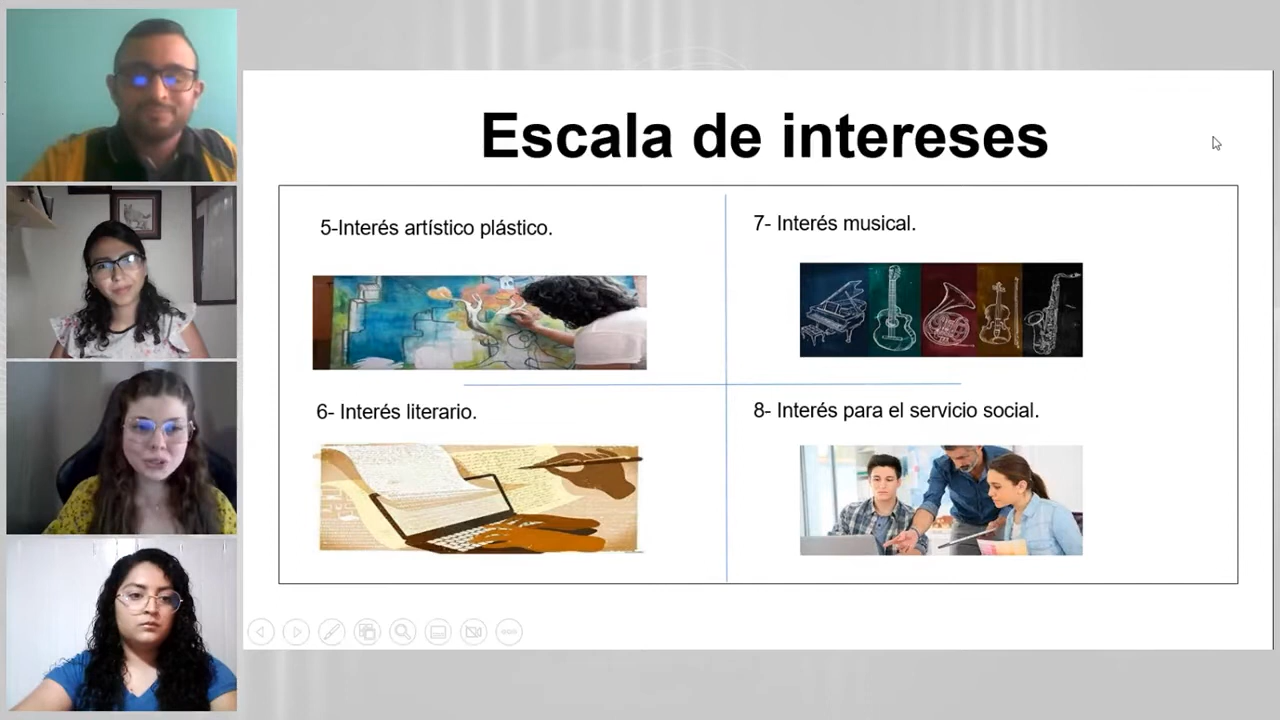 Escala de intereses
5-Interés artístico plástico.
7- Interés musical.
6- Interés literario.
8- Interés para el servicio social.